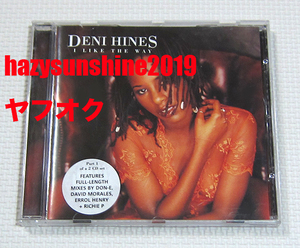 DENI HINES
I LIKE THE WAY
hazysunshine2019
ヤフオク
Part 1
of a 2 CD set
FEATURES
FULL-LENGTH
MIXES BY DON-E,
DAVID MORALES,
ERROL HENRY
+ RICHIE P